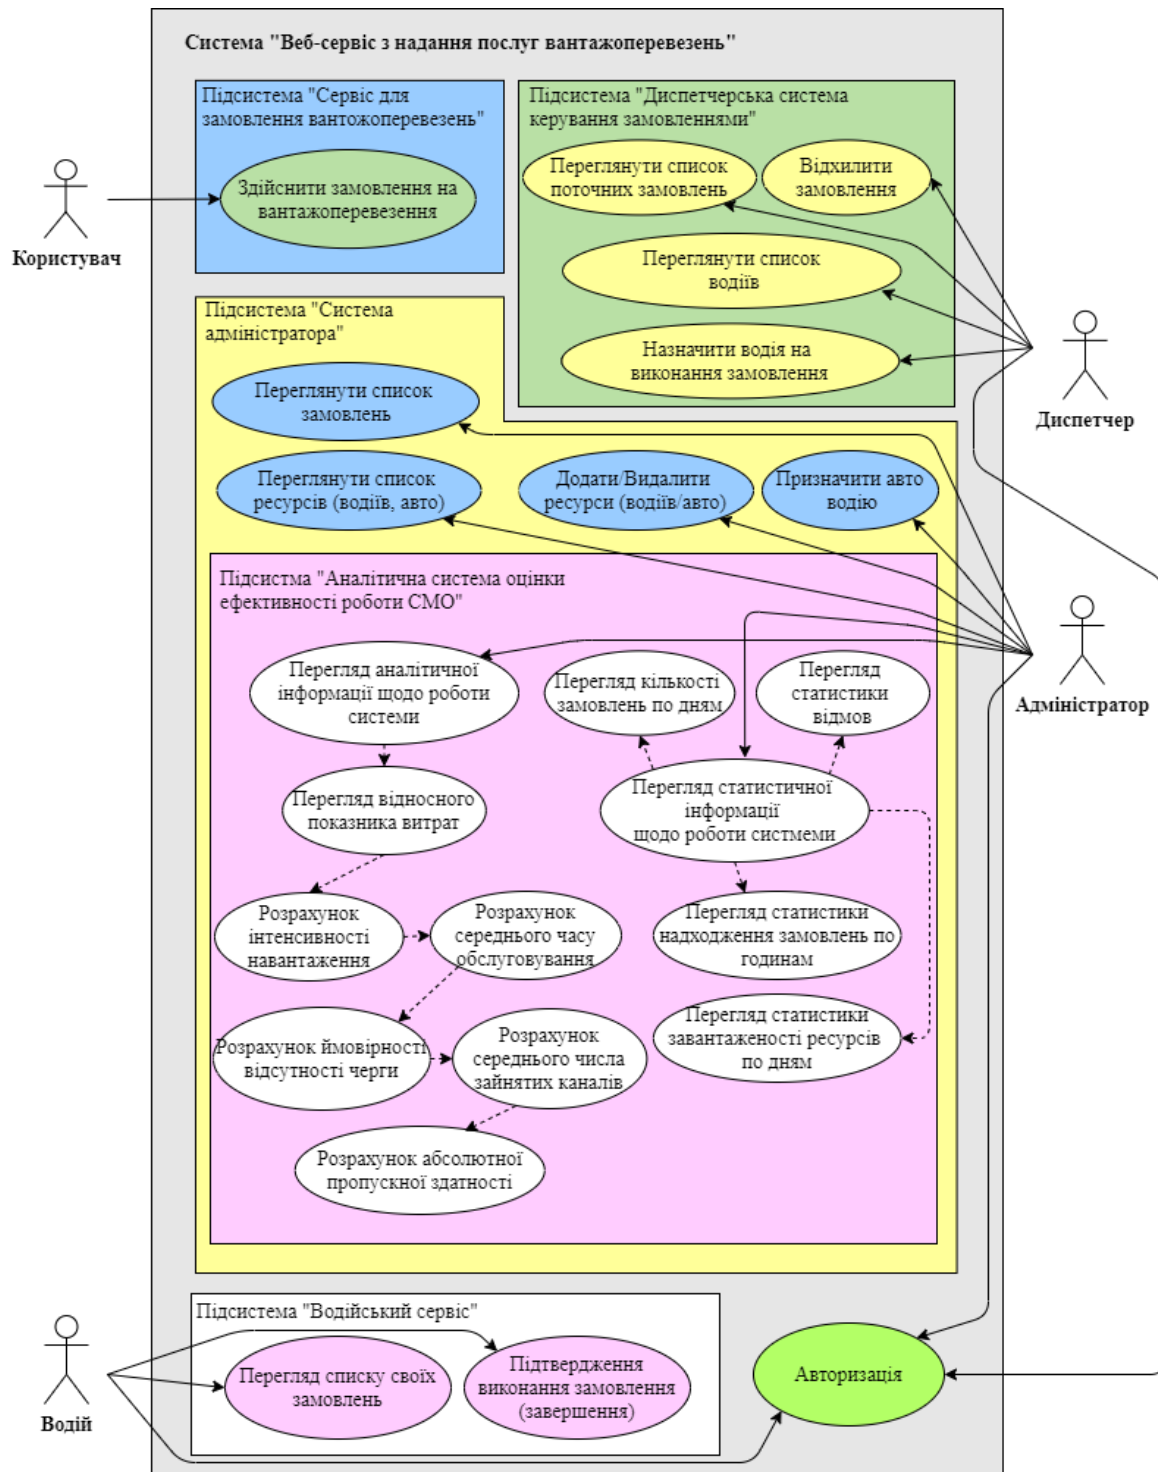 Система "Веб-сервіс з надання послуг вантажоперевезень"
Підсистема "Сервіс для
замовлення вантожоперевезень"
Здійснити замовлення на
вантажоперевезення
Користувач
Підсистема "Диспетчерська система
керування замовленнями"
Переглянути список
поточних замовлень
Відхилити
замовлення
Переглянути список
водіїв
Назначити водія на
виконання замовлення
Диспетчер
Підсистема "Система
адміністратора"
Переглянути список
замовлень
Переглянути список
ресурсів (водіїв, авто)
Додати/Видалити
ресурси (водіїв/авто)
Призначити авто
водію
Адміністратор
Підсистма "Аналітична система оцінки
ефективності роботи СМО"
Перегляд аналітичної
інформації щодо роботи
системи
Перегляд кількості
замовлень по дням
Перегляд
статистики
відмов
Перегляд відносного
показника витрат
Перегляд статистичної
інформації
щодо роботи системеми
Розрахунок
інтенсивності
навантаження
Розрахунок
середнього часу
обслуговування
Перегляд статистики
надходження замовлень по
годинам
Розрахунок ймовірності
відсутності черги
Розрахунок
середнього числа
зайнятих каналів
Перегляд статистики
завантаженості ресурсів
по дням
Розрахунок абсолютної
пропускної здатності
Підсистема "Водійський сервіс"
Перегляд списку своїх
замовлень
Підтвердження
виконання замовлення
(завершення)
Водій
Авторизація